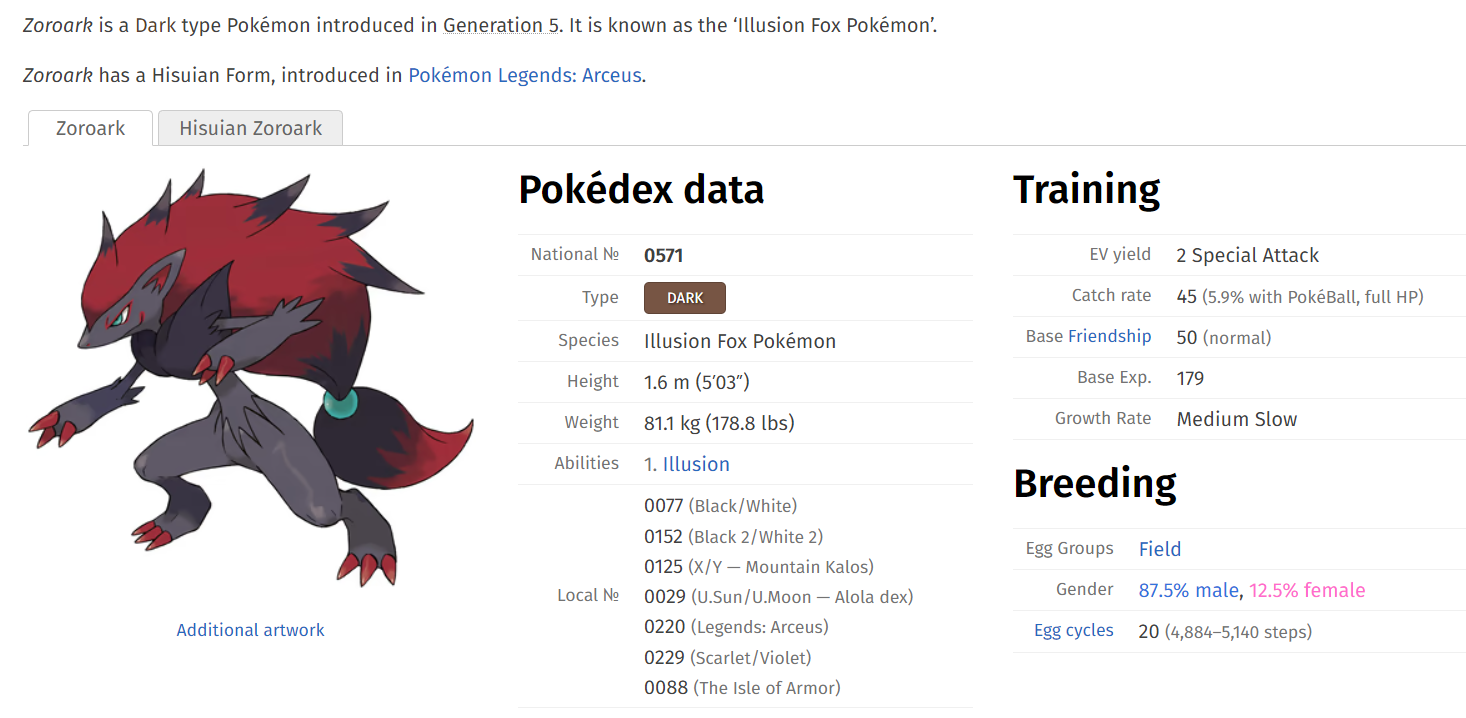 Zoroark is a Dark type Pokémon introduced in Generation 5. It is known as the ‘Illusion Fox Pokémon’.
Zoroark has a Hisuian Form, introduced in Pokémon Legends: Arceus.
Zoroark
Hisuian Zoroark
Additional artwork
Pokédex data
National № 0571
Type DARK
Species Illusion Fox Pokémon
Height 1.6 m (5′03″)
Weight 81.1 kg (178.8 lbs)
Abilities 1. Illusion
Local № 0077 (Black/White)
0152 (Black 2/White 2)
0125 (X/Y — Mountain Kalos)
0029 (U.Sun/U.Moon — Alola dex)
0220 (Legends: Arceus)
0229 (Scarlet/Violet)
0088 (The Isle of Armor)
Training
EV yield 2 Special Attack
Catch rate 45 (5.9% with PokéBall, full HP)
Base Friendship 50 (normal)
Base Exp. 179
Growth Rate Medium Slow
Breeding
Egg Groups Field
Gender 87.5% male, 12.5% female
Egg cycles 20 (4,884–5,140 steps)